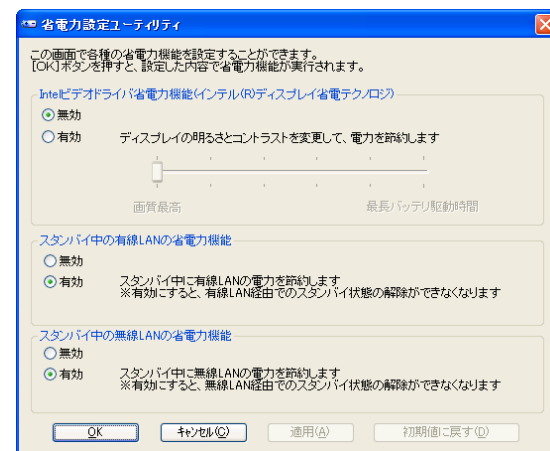 省電力設定ユーティリティ
この画面で各種の省電力機能を設定することができます。
[OK]ボタンを押すと、設定した内容で省電力機能が実行されます。
Intelビデオドライバ省電力機能(インテル(R)ディスプレイ省電テクノロジ)
無効
有効 ディスプレイの明るさとコントラストを変更して、電力を節約します
画質最高 最長バッテリ駆動時間
スタンバイ中の有線LANの省電力機能
無効
有効 スタンバイ中に有線LANの電力を節約します
※有効にすると、有線LAN経由でのスタンバイ状態の解除ができなくなります
スタンバイ中の無線LANの省電力機能
無効
有効 スタンバイ中に無線LANの電力を節約します
※有効にすると、無線LAN経由でのスタンバイ状態の解除ができなくなります
OK キャンセル(C) 適用(A) 初期値に戻す(D)